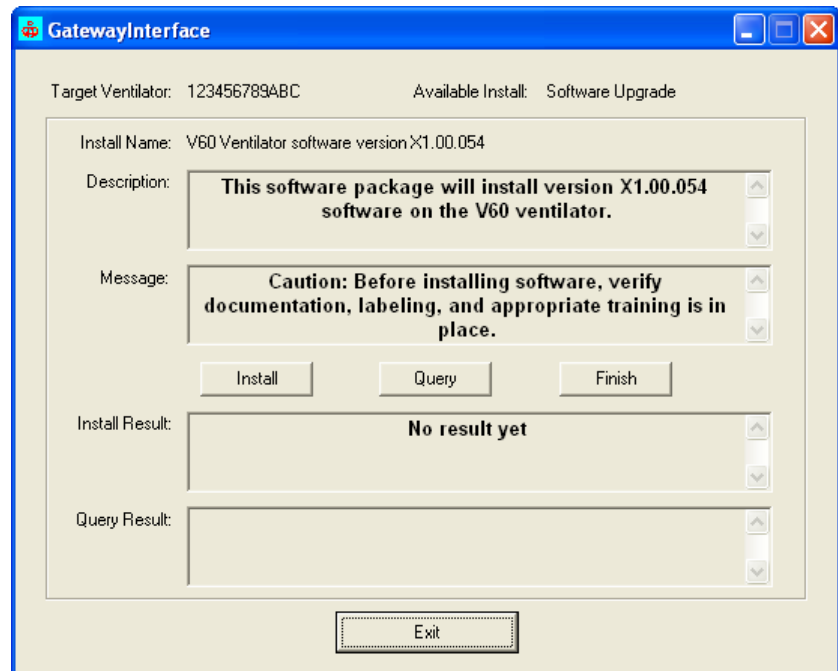 GatewayInterface
Target Ventilator: 123456789ABC Available Install: Software Upgrade
Install Name: V60 Ventilator software version X1.00.054
Description: This software package will install version X1.00.054
software on the V60 ventilator.
Message: Caution: Before installing software, verify
documentation, labeling, and appropriate training is in
place.
Install Query Finish
Install Result: No result yet
Query Result:
Exit